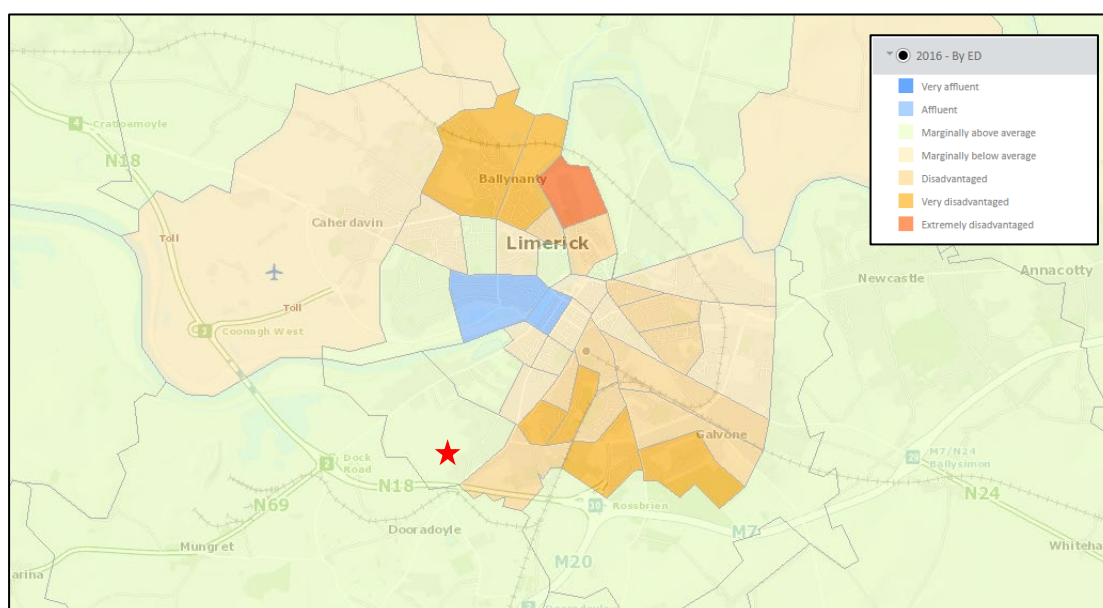 2016 - By ED
Very affluent
Affluent
Marginally above average
Marginally below average
Disadvantaged
Very disadvantaged
Extremely disadvantaged
4
Cratloemoyle
N18
Ballynanty
Caherdavin
Toll
Limerick
Newcastle
Annacotty
Toll
3
Coonagh West
Galvone
2
Dock
Road
29
M7/N24
Ballysimon
N18
N69
30
Rossbrien
N24
Dooradoyle
M7
Mungret
M20
Whiteha
arina
2